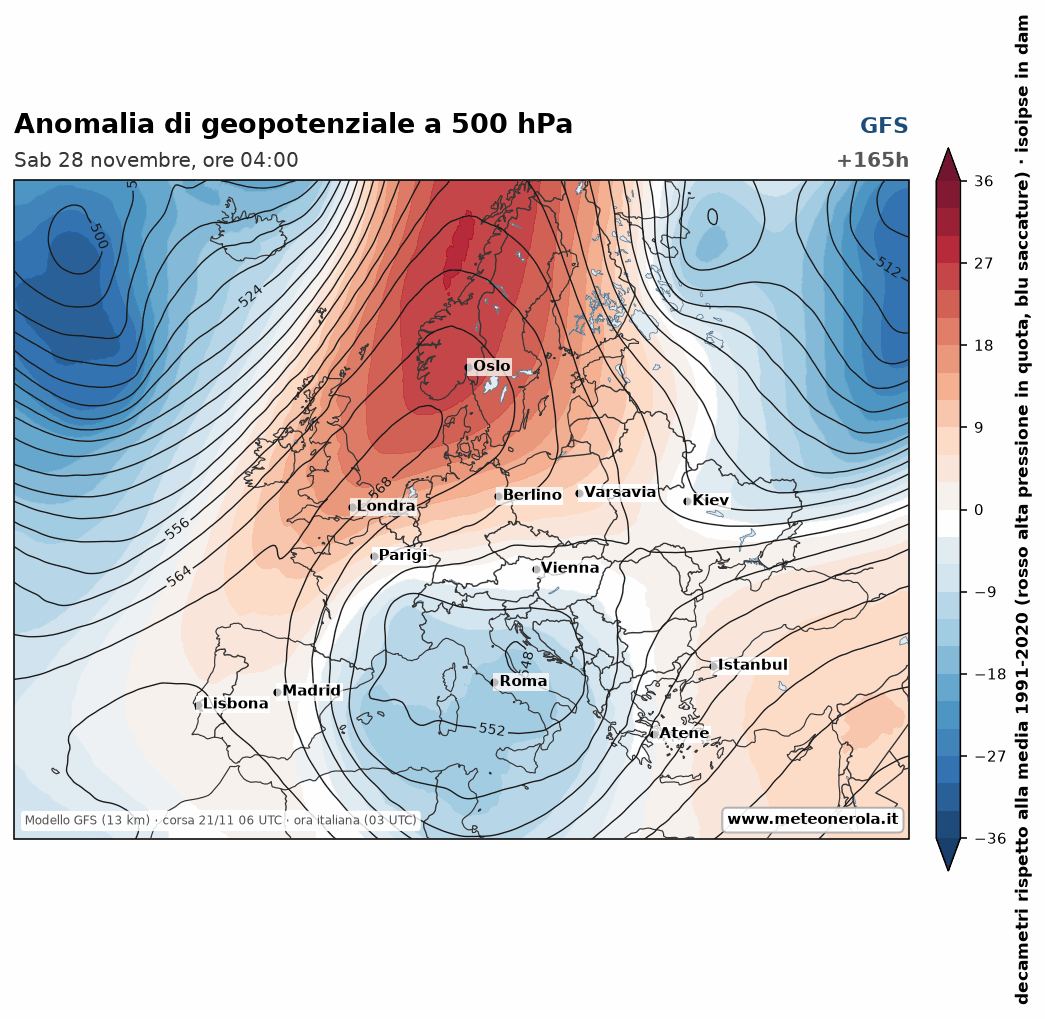 Anomalia di geopotenziale a 500 hPa
GFS
Sab 28 novembre, ore 04:00
+165h
500
524
512
556
564
568
552
548
Oslo
Londra
Berlino
Varsavia
Kiev
Parigi
Vienna
Istanbul
Roma
Madrid
Lisbona
Atene
Modello GFS (13 km) · corsa 21/11 06 UTC · ora italiana (03 UTC)
www.meteonerola.it
36
27
18
9
0
−9
−18
−27
−36
decametri rispetto alla media 1991-2020 (rosso alta pressione in quota, blu saccature) · isoipse in dam